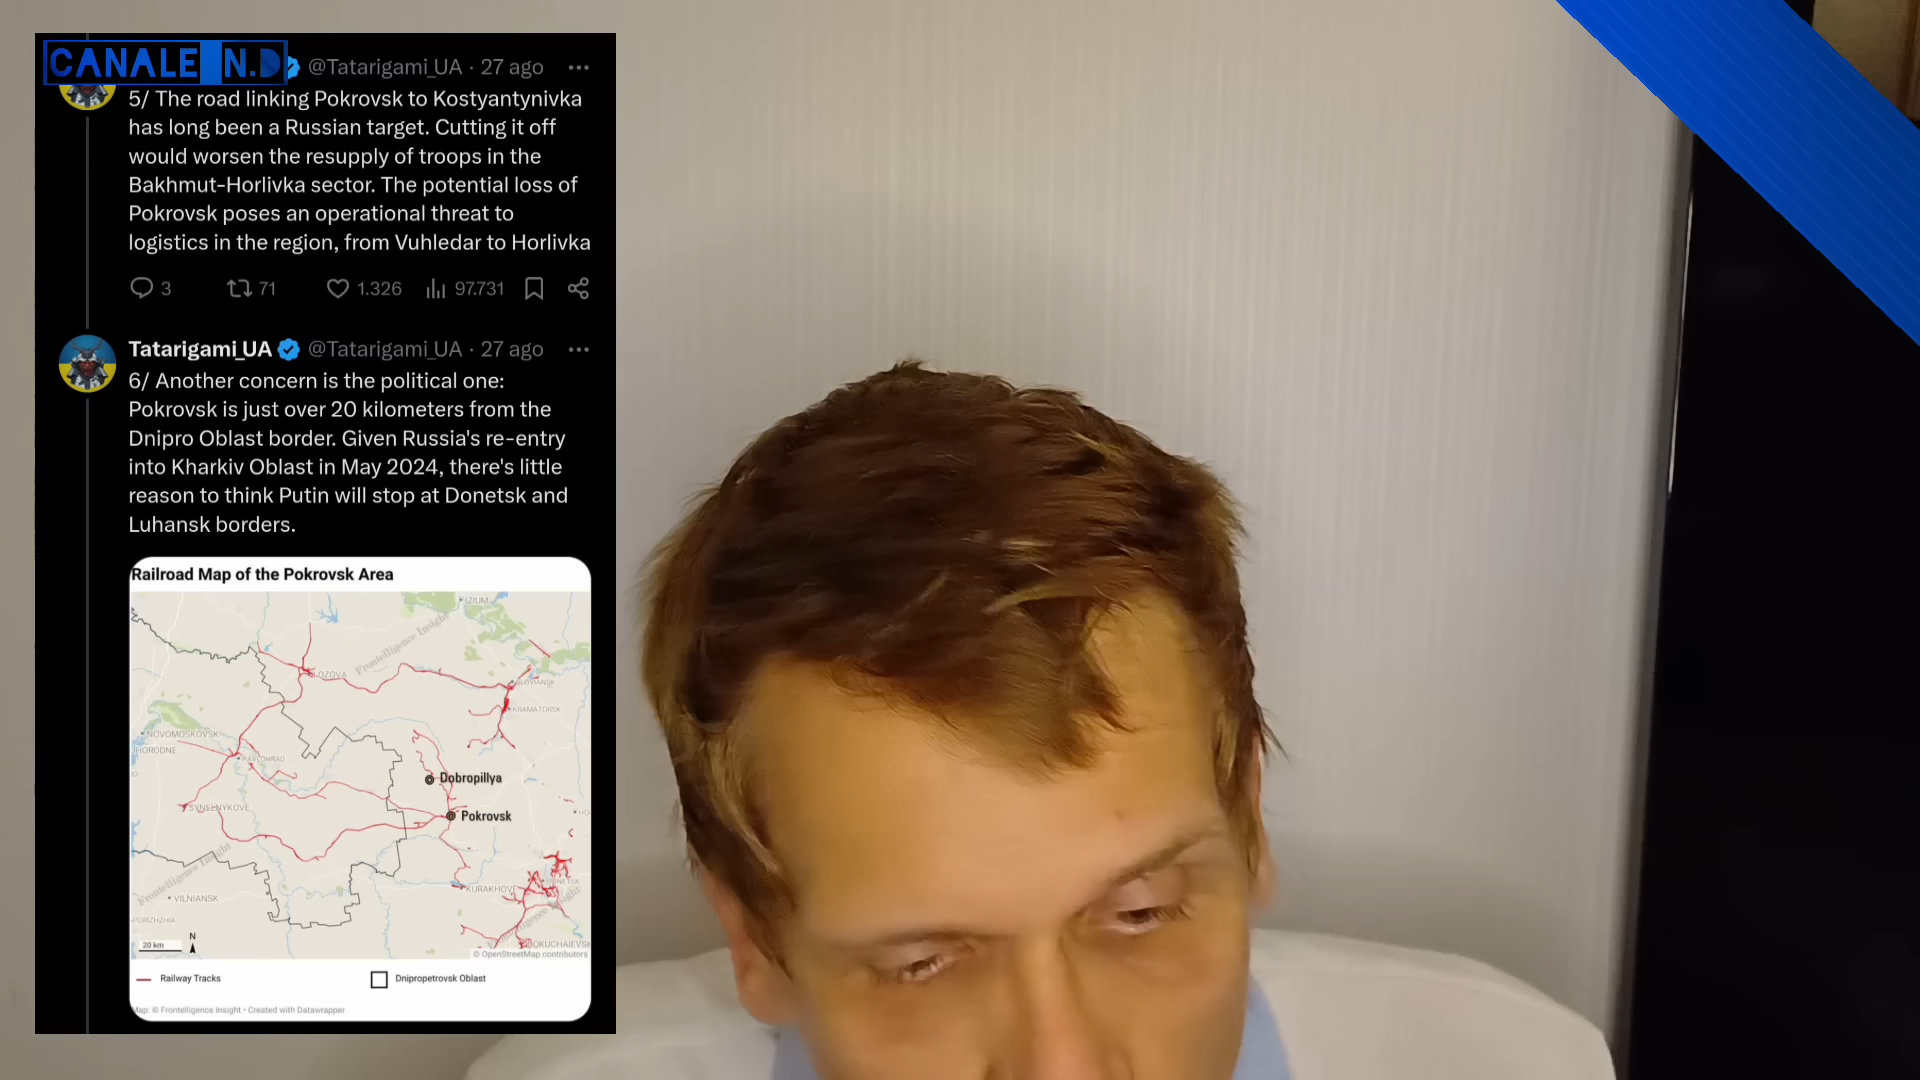 CANALE N.D
@Tatarigami_UA · 27 ago
5/ The road linking Pokrovsk to Kostyantynivka
has long been a Russian target. Cutting it off
would worsen the resupply of troops in the
Bakhmut-Horlivka sector. The potential loss of
Pokrovsk poses an operational threat to
logistics in the region, from Vuhledar to Horlivka
3 71 1.326 97.731
Tatarigami_UA @Tatarigami_UA · 27 ago
6/ Another concern is the political one:
Pokrovsk is just over 20 kilometers from the
Dnipro Oblast border. Given Russia's re-entry
into Kharkiv Oblast in May 2024, there's little
reason to think Putin will stop at Donetsk and
Luhansk borders.
Railroad Map of the Pokrovsk Area
IZIUM
Frontelligence Insight
LOZOVA
SLOVIANSK
KRAMATORSK
NOVOMOSKOVSK
PAVLOHRAD
Dobropillya
SYNELNYKOVE
Pokrovsk
Frontelligence Insight
KURAKHOVE
VILNIANSK
N
20 km
© OpenStreetMap contributors
Railway Tracks
Dnipropetrovsk Oblast
Map: © Frontelligence Insight • Created with Datawrapper